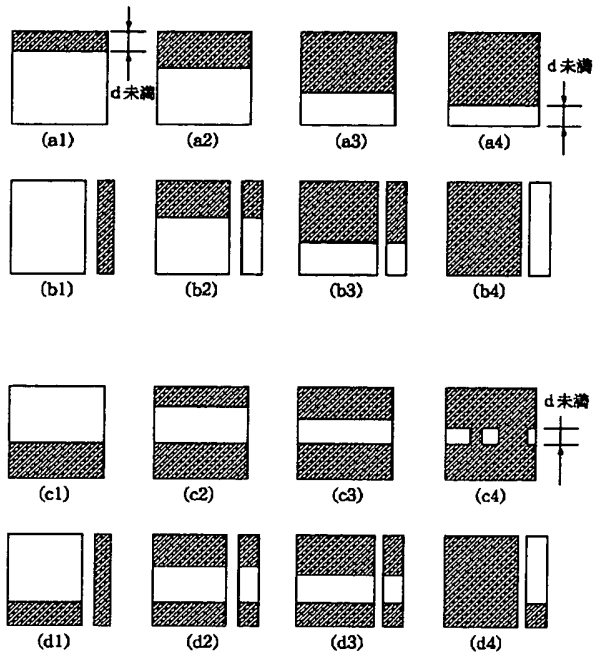 d未満
d未満
(a1)
(a2)
(a3)
(a4)
(b1)
(b2)
(b3)
(b4)
d未満
(c1)
(c2)
(c3)
(c4)
(d1)
(d2)
(d3)
(d4)